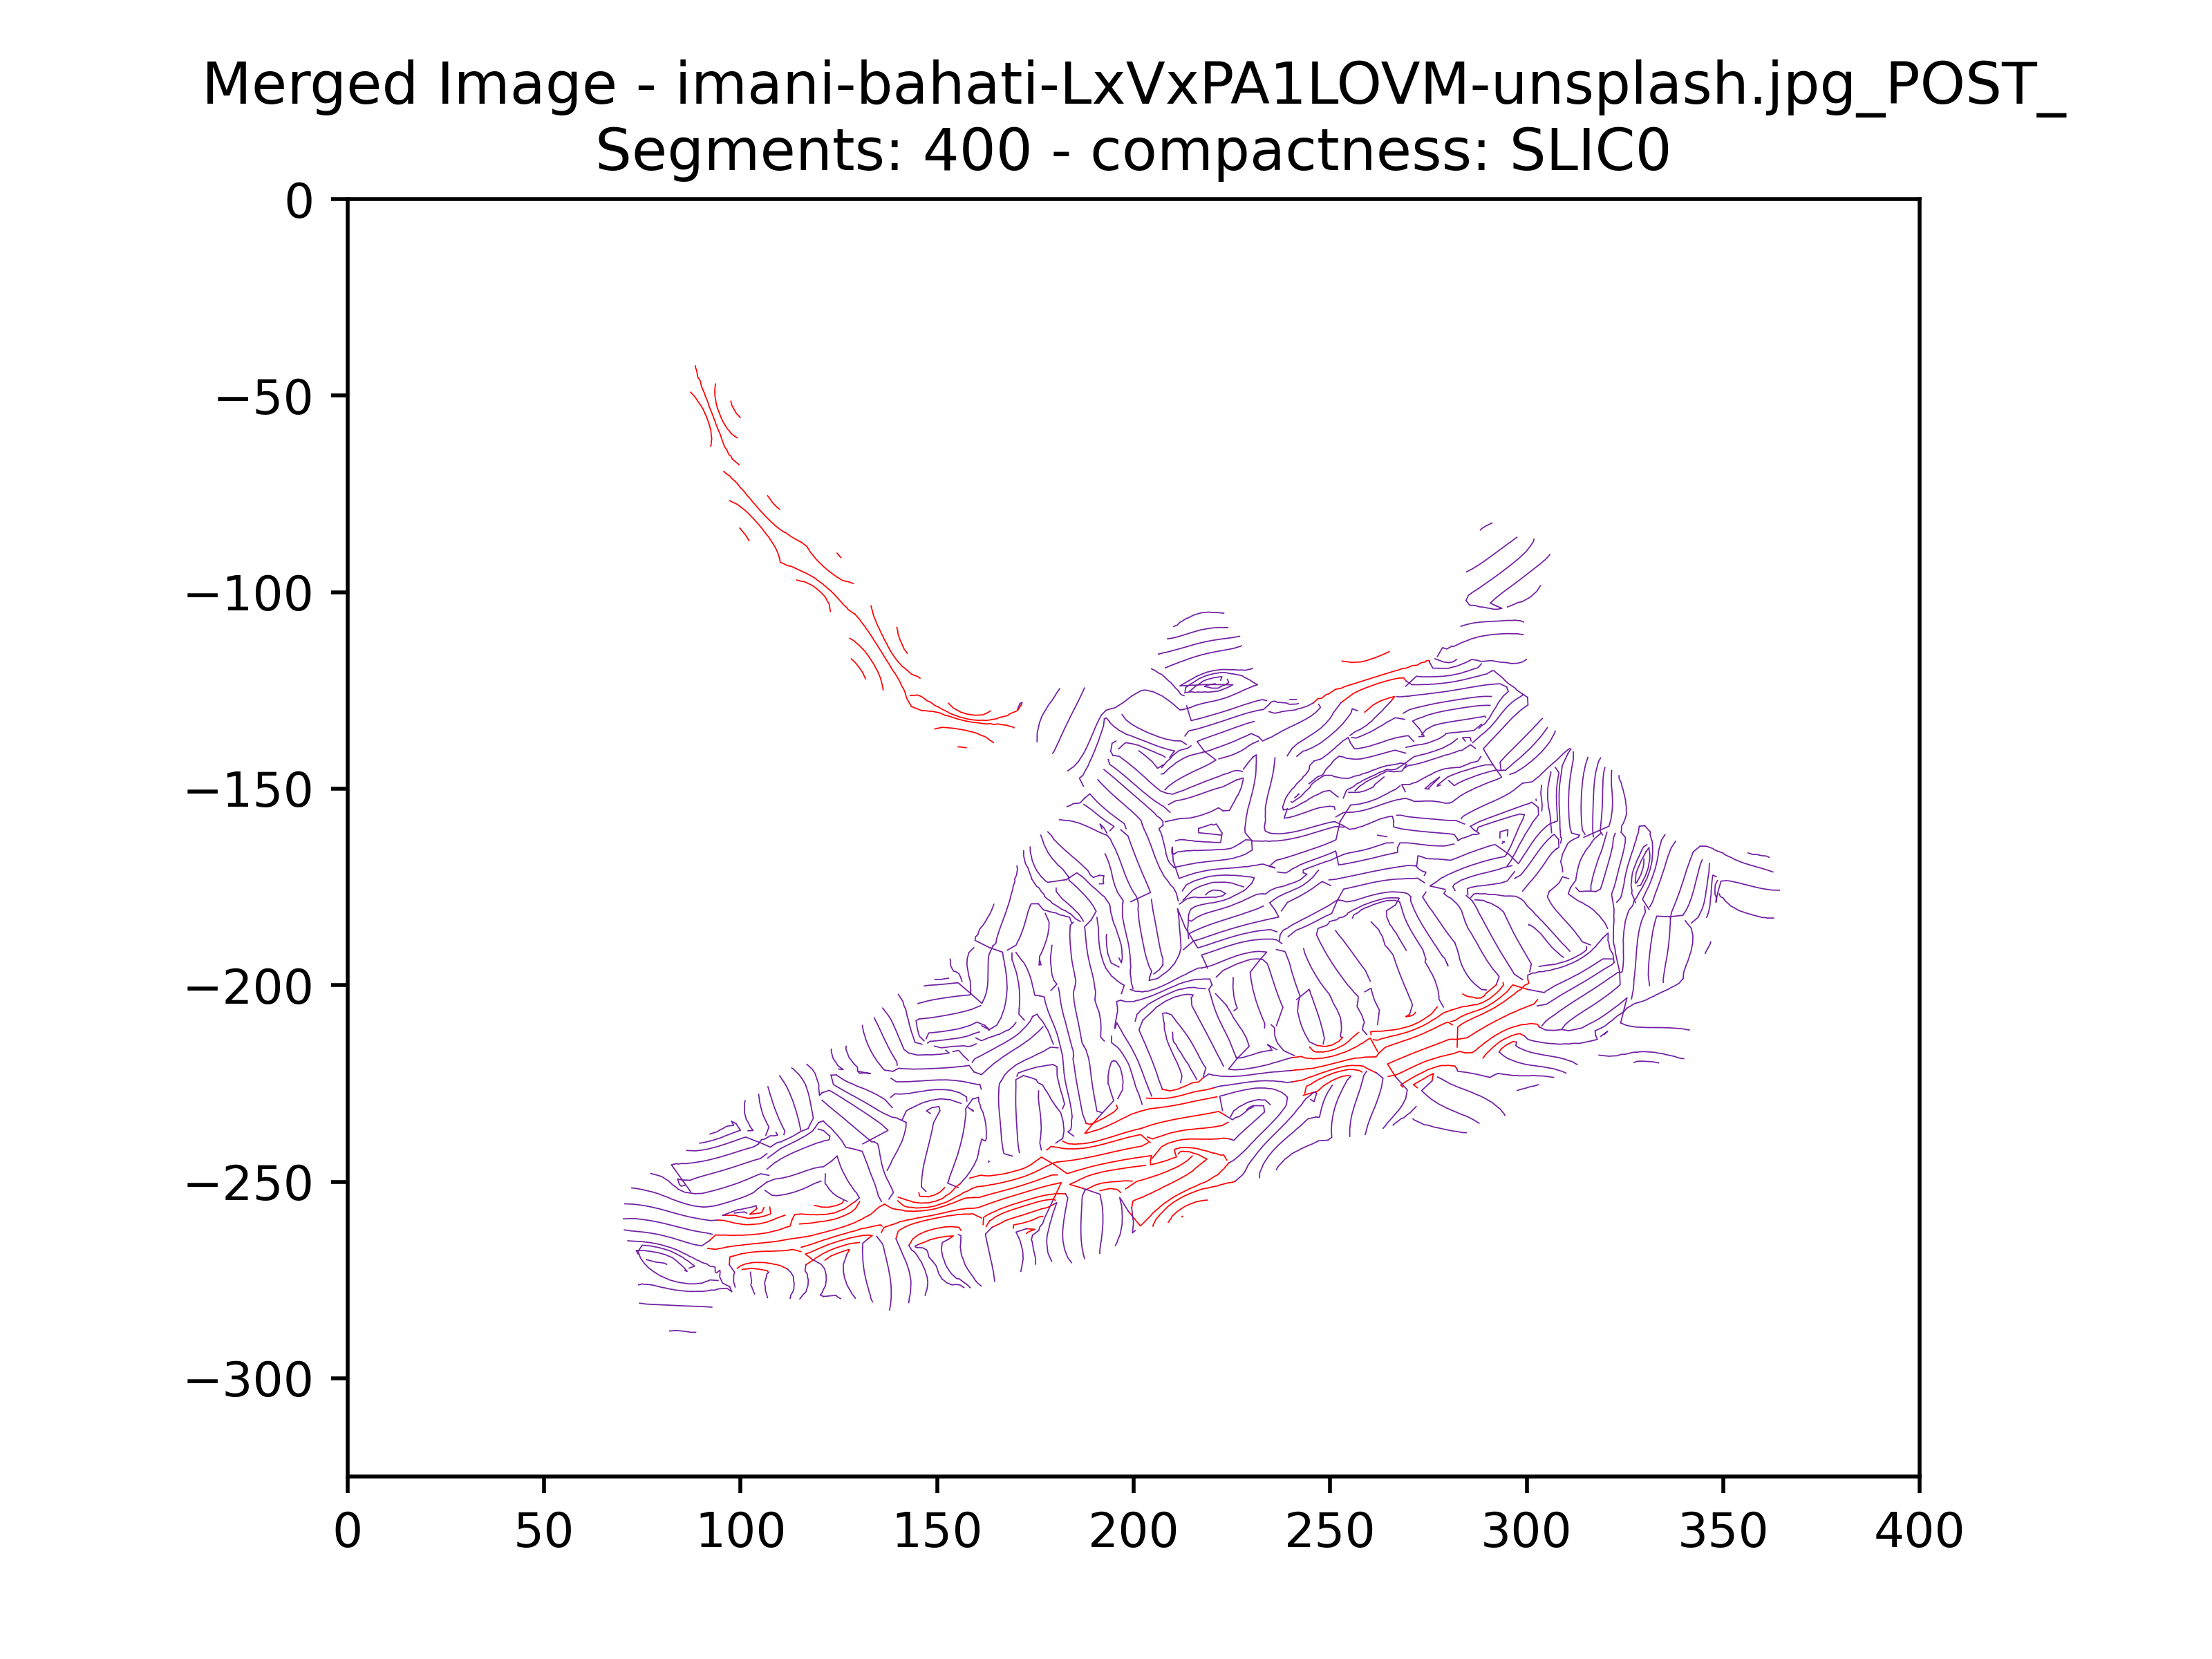 Merged Image - imani-bahati-LxVxPA1LOVM-unsplash.jpg_POST_
Segments: 400 - compactness: SLIC0
0
−50
−100
−150
−200
−250
−300
0 50 100 150 200 250 300 350 400